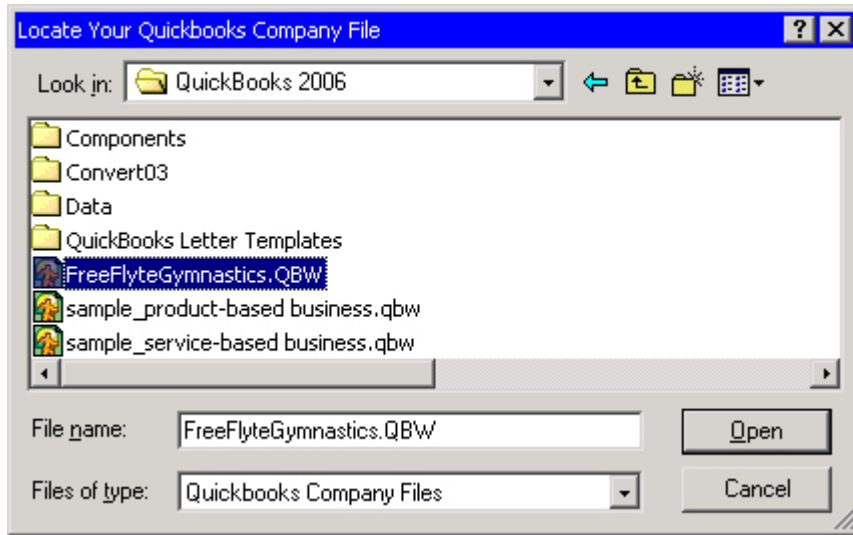 Locate Your Quickbooks Company File
Look in: QuickBooks 2006
Components
Convert03
Data
QuickBooks Letter Templates
FreeFlyteGymnastics.QBW
sample_product-based business.qbw
sample_service-based business.qbw
File name: FreeFlyteGymnastics.QBW Open
Files of type: Quickbooks Company Files Cancel